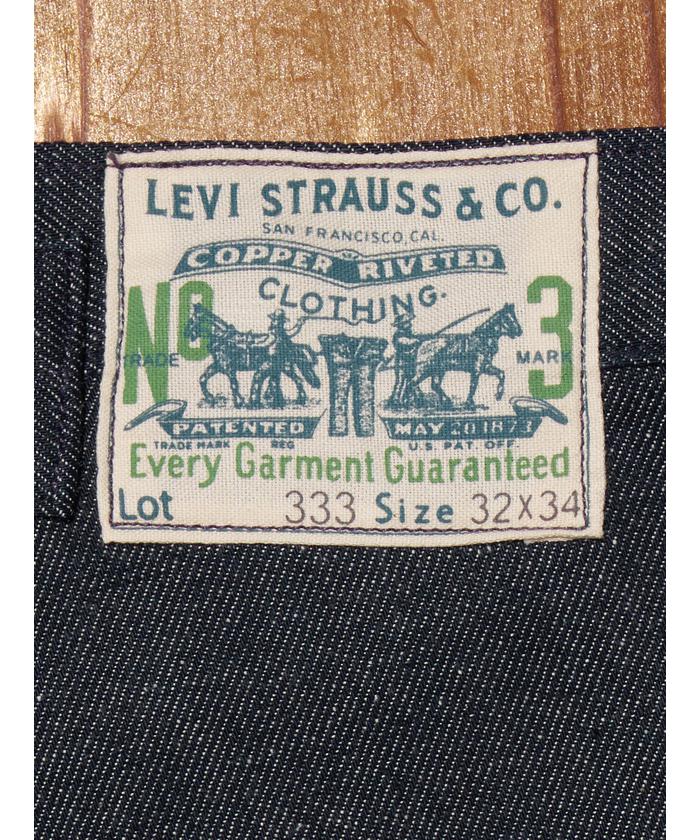 LEVI STRAUSS & CO.
SAN FRANCISCO, CAL.
COPPER RIVETED
CLOTHING.
No 3
TRADE MARK
PATENTED MAY 20 1873
TRADE MARK REG U.S. PAT OFF.
Every Garment Guaranteed
Lot 333 Size 32X34